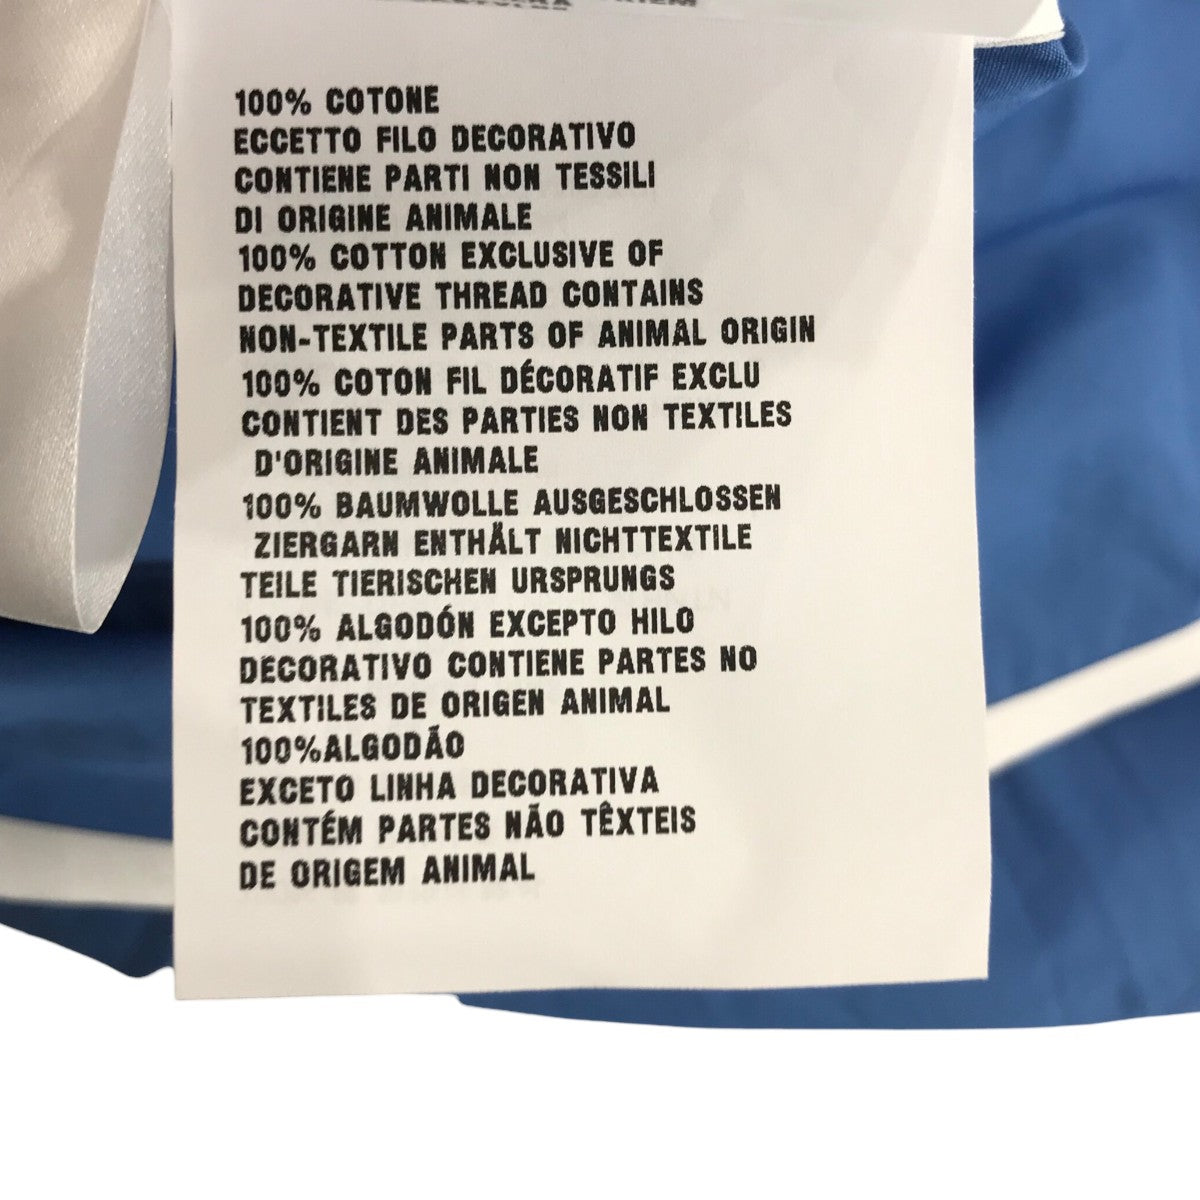 100% COTONE
ECCETTO FILO DECORATIVO
CONTIENE PARTI NON TESSILI
DI ORIGINE ANIMALE
100% COTTON EXCLUSIVE OF
DECORATIVE THREAD CONTAINS
NON-TEXTILE PARTS OF ANIMAL ORIGIN
100% COTON FIL DÉCORATIF EXCLU
CONTIENT DES PARTIES NON TEXTILES
D'ORIGINE ANIMALE
100% BAUMWOLLE AUSGESCHLOSSEN
ZIERGARN ENTHÄLT NICHTTEXTILE
TEILE TIERISCHEN URSPRUNGS
100% ALGODÓN EXCEPTO HILO
DECORATIVO CONTIENE PARTES NO
TEXTILES DE ORIGEN ANIMAL
100%ALGODÃO
EXCETO LINHA DECORATIVA
CONTÉM PARTES NÃO TÊXTEIS
DE ORIGEM ANIMAL